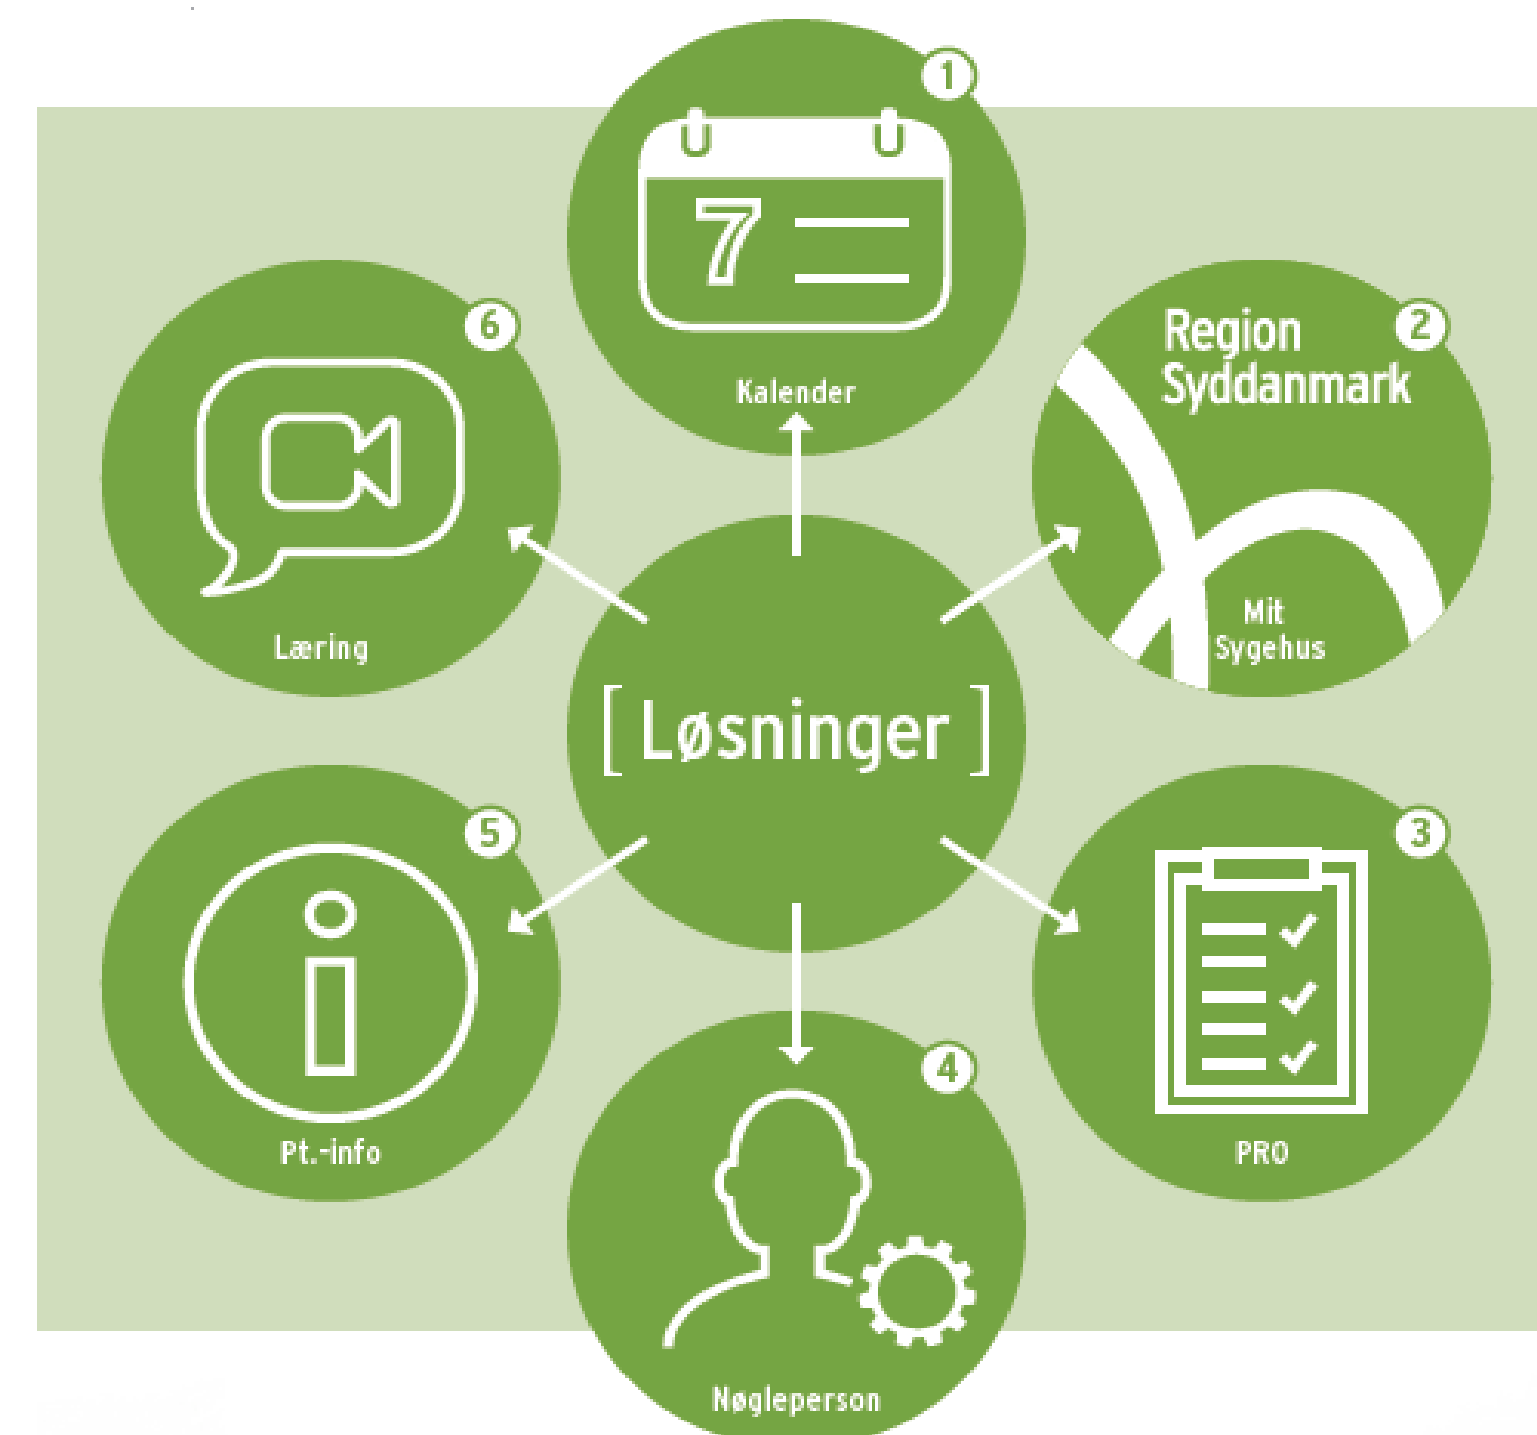 1
7
Kalender
2
Region
Syddanmark
Mit
Sygehus
3
PRO
4
Nøgleperson
5
Pt.-info
6
Læring
[ Løsninger ]